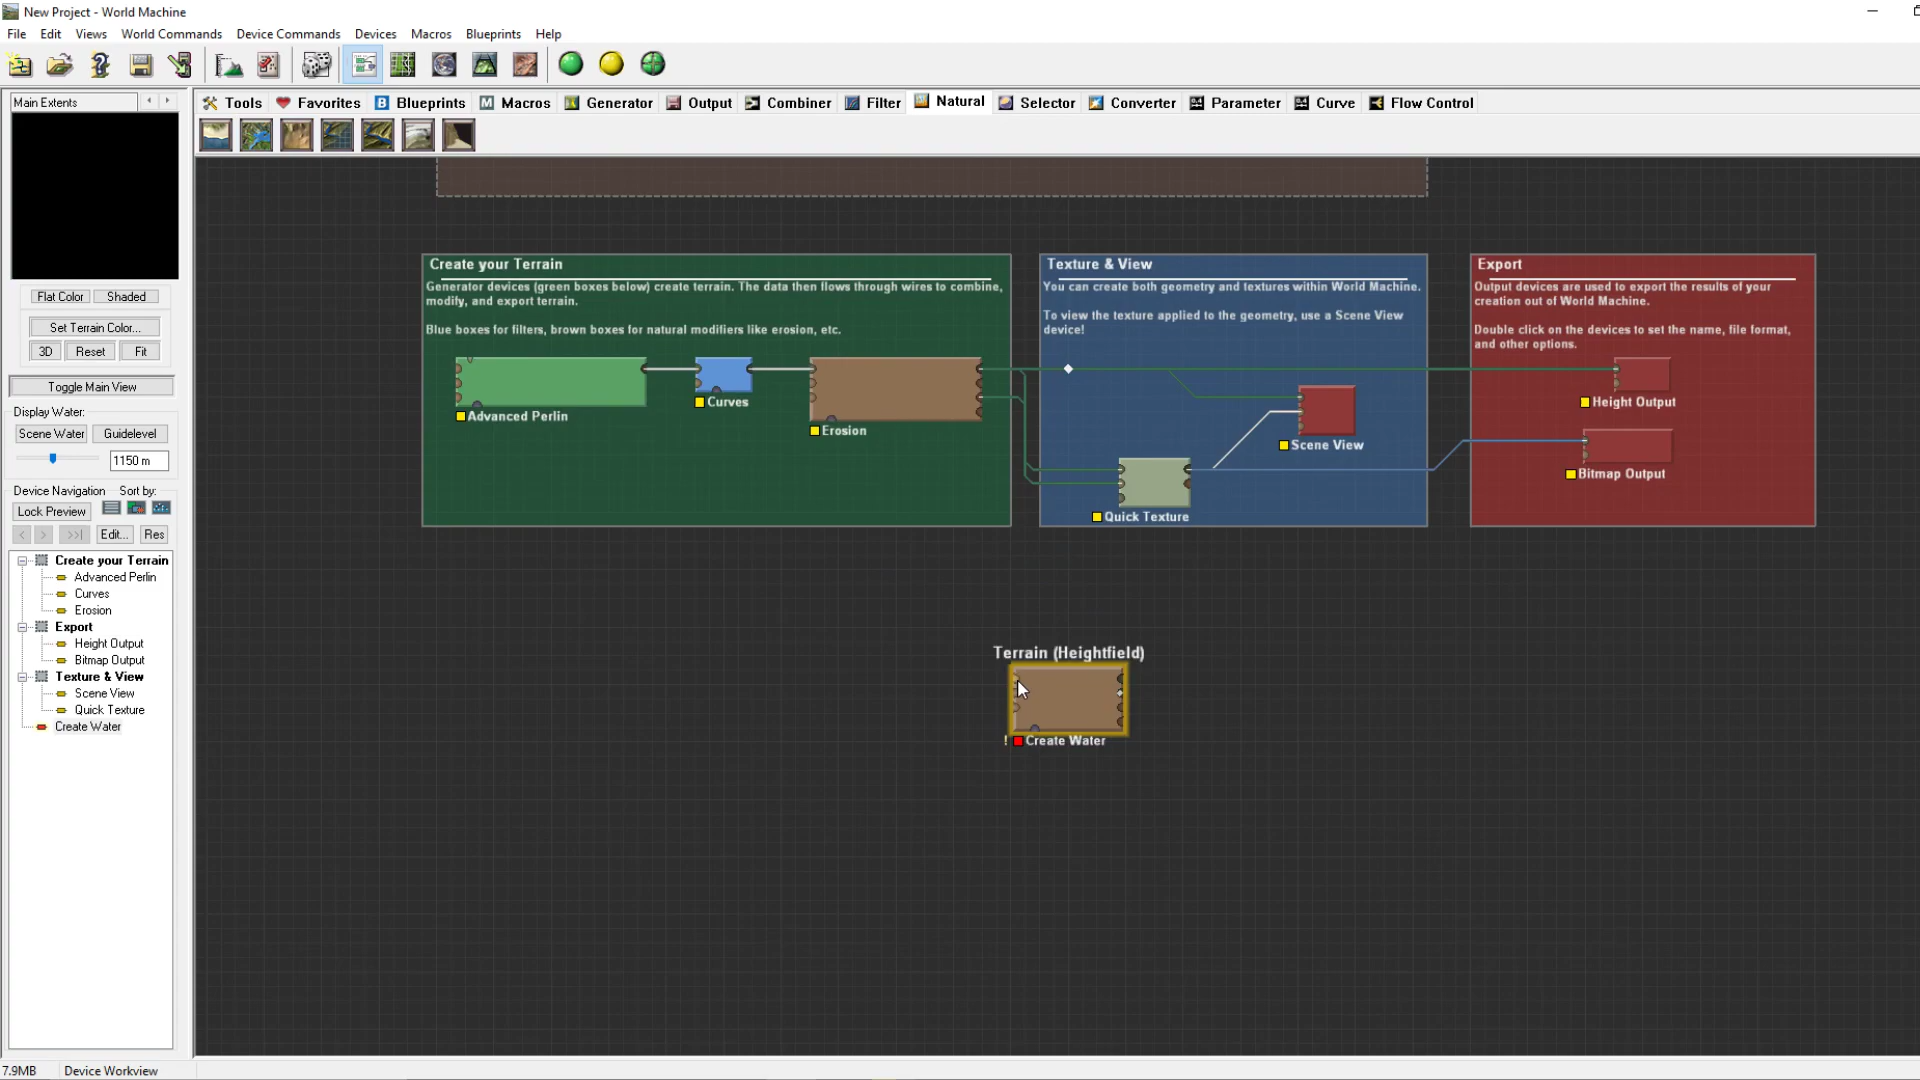 New Project - World Machine
File Edit Views World Commands Device Commands Devices Macros Blueprints Help
Main Extents
Tools Favorites B Blueprints M Macros Generator Output Combiner Filter Natural Selector Converter Parameter Curve Flow Control
Flat Color Shaded
Set Terrain Color...
3D Reset Fit
Toggle Main View
Display Water:
Scene Water Guidelevel
1150 m
Device Navigation Sort by:
Lock Preview
< > >>| Edit... Res
Create your Terrain
Advanced Perlin
Curves
Erosion
Export
Height Output
Bitmap Output
Texture & View
Scene View
Quick Texture
Create Water
Create your Terrain
Generator devices (green boxes below) create terrain. The data then flows through wires to combine,
modify, and export terrain.
Blue boxes for filters, brown boxes for natural modifiers like erosion, etc.
Advanced Perlin
Curves
Erosion
Texture & View
You can create both geometry and textures within World Machine.
To view the texture applied to the geometry, use a Scene View
device!
Scene View
Quick Texture
Export
Output devices are used to export the results of your
creation out of World Machine.
Double click on the devices to set the name, file format,
and other options.
Height Output
Bitmap Output
Terrain (Heightfield)
! Create Water
7.9MB Device Workview